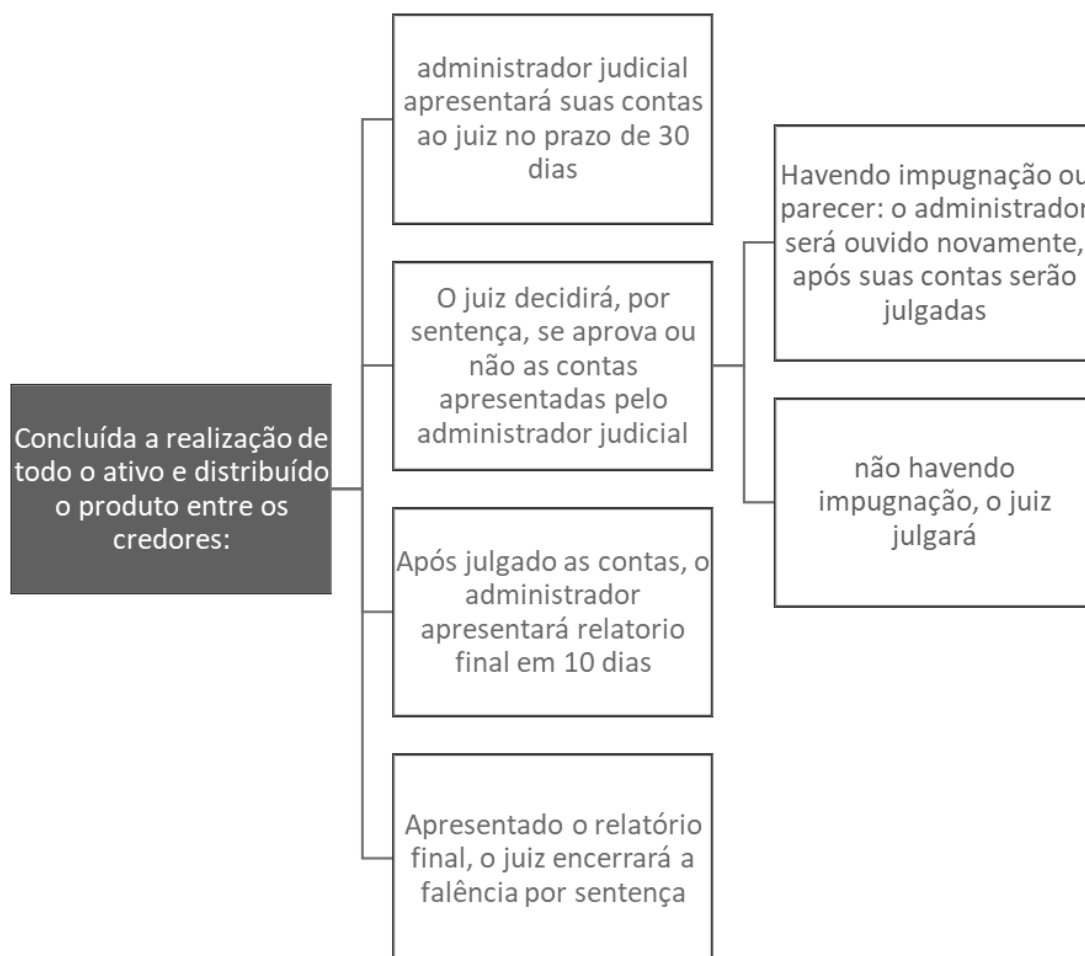 Concluída a realização de
todo o ativo e distribuído
o produto entre os
credores:
administrador judicial
apresentará suas contas
ao juiz no prazo de 30
dias
O juiz decidirá, por
sentença, se aprova ou
não as contas
apresentadas pelo
administrador judicial
Havendo impugnação ou
parecer: o administrador
será ouvido novamente,
após suas contas serão
julgadas
não havendo
impugnação, o juiz
julgará
Após julgado as contas, o
administrador
apresentará relatorio
final em 10 dias
Apresentado o relatório
final, o juiz encerrará a
falência por sentença